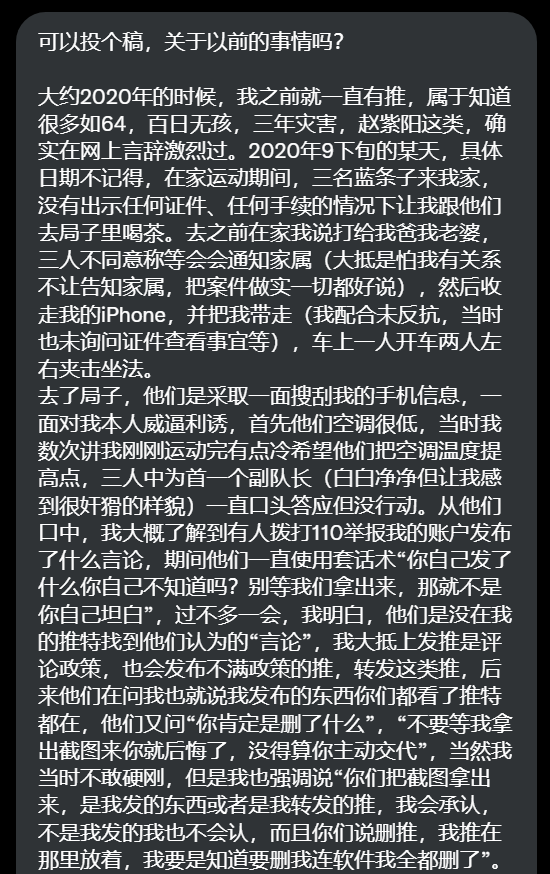 可以投个稿，关于以前的事情吗？
大约2020年的时候，我之前就一直有推，属于知道
很多如64，百日无孩，三年灾害，赵紫阳这类，确
实在网上言辞激烈过。2020年9下旬的某天，具体
日期不记得，在家运动期间，三名蓝条子来我家，
没有出示任何证件、任何手续的情况下让我跟他们
去局子里喝茶。去之前在家我说打给我爸我老婆，
三人不同意称等会会通知家属（大抵是怕我有关系
不让告知家属，把案件做实一切都好说），然后收
走我的iPhone，并把我带走（我配合未反抗，当时
也未询问证件查看事宜等），车上一人开车两人左
右夹击坐法。
去了局子，他们是采取一面搜刮我的手机信息，一
面对我本人威逼利诱，首先他们空调很低，当时我
数次讲我刚刚运动完有点冷希望他们把空调温度提
高点，三人中为首一个副队长（白白净净但让我感
到很奸猾的样貌）一直口头答应但没行动。从他们
口中，我大概了解到有人拨打110举报我的账户发布
了什么言论，期间他们一直使用套话术“你自己发了
什么你自己不知道吗？别等我们拿出来，那就不是
你自己坦白”，过不多一会，我明白，他们是没在我
的推特找到他们认为的“言论”，我大抵上发推是评
论政策，也会发布不满政策的推，转发这类推，后
来他们在问我也就说我发布的东西你们都看了推特
都在，他们又问“你肯定是删了什么”，“不要等我拿
出截图来你就后悔了，没得算你主动交代”，当然我
当时不敢硬刚，但是我也强调说“你们把截图拿出
来，是我发的东西或者是我转发的推，我会承认，
不是我发的我也不会认，而且你们说删推，我推在
那里放着，我要是知道要删我连软件我全都删了”。